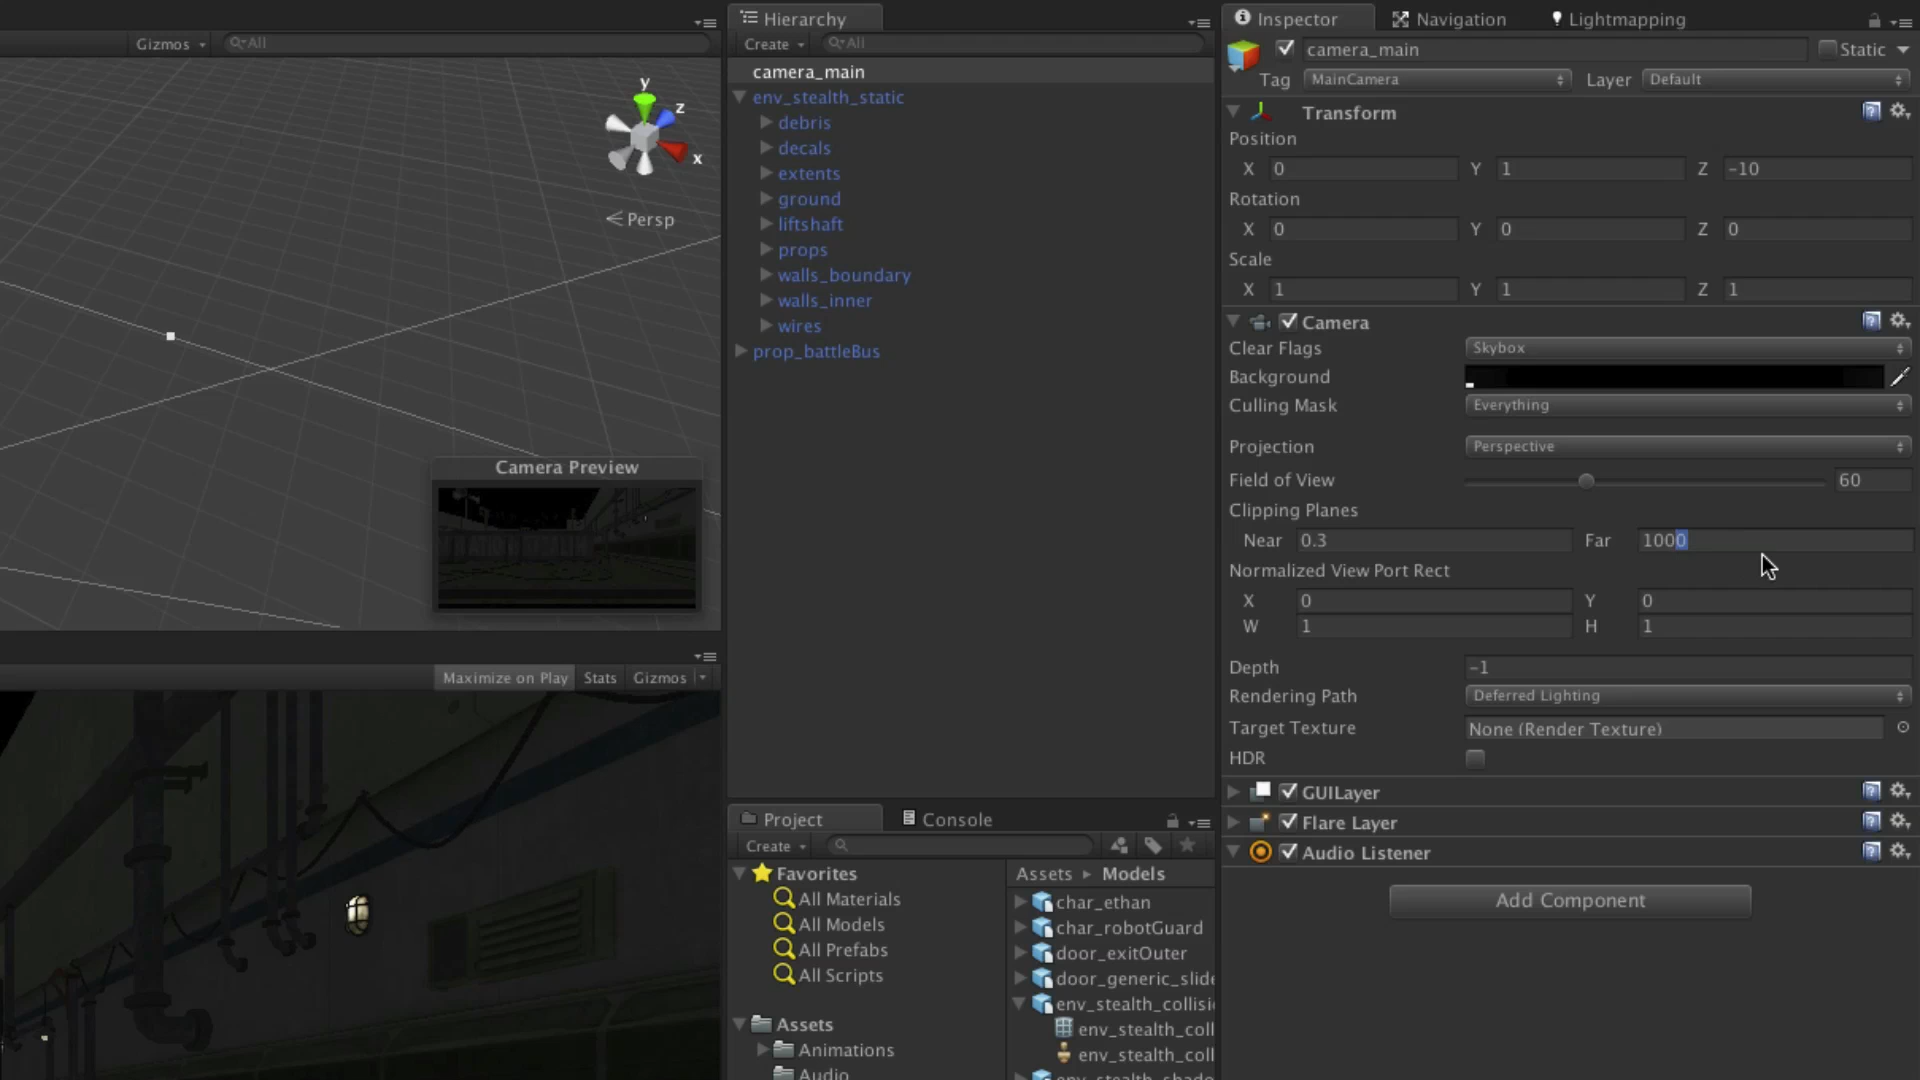 Gizmos
All
y
z
x
Persp
Camera Preview
Maximize on Play
Stats
Gizmos
Hierarchy
Create
All
camera_main
env_stealth_static
debris
decals
extents
ground
liftshaft
props
walls_boundary
walls_inner
wires
prop_battleBus
Project
Console
Create
Favorites
All Materials
All Models
All Prefabs
All Scripts
Assets
Animations
Audio
Assets Models
char_ethan
char_robotGuard
door_exitOuter
door_generic_slide
env_stealth_collisi
env_stealth_coll
env_stealth_coll
env_stealth_shado
Inspector
Navigation
Lightmapping
camera_main
Static
Tag MainCamera Layer Default
Transform
Position
X 0 Y 1 Z -10
Rotation
X 0 Y 0 Z 0
Scale
X 1 Y 1 Z 1
Camera
Clear Flags Skybox
Background
Culling Mask Everything
Projection Perspective
Field of View 60
Clipping Planes
Near 0.3 Far 1000
Normalized View Port Rect
X 0 Y 0
W 1 H 1
Depth -1
Rendering Path Deferred Lighting
Target Texture None (Render Texture)
HDR
GUILayer
Flare Layer
Audio Listener
Add Component